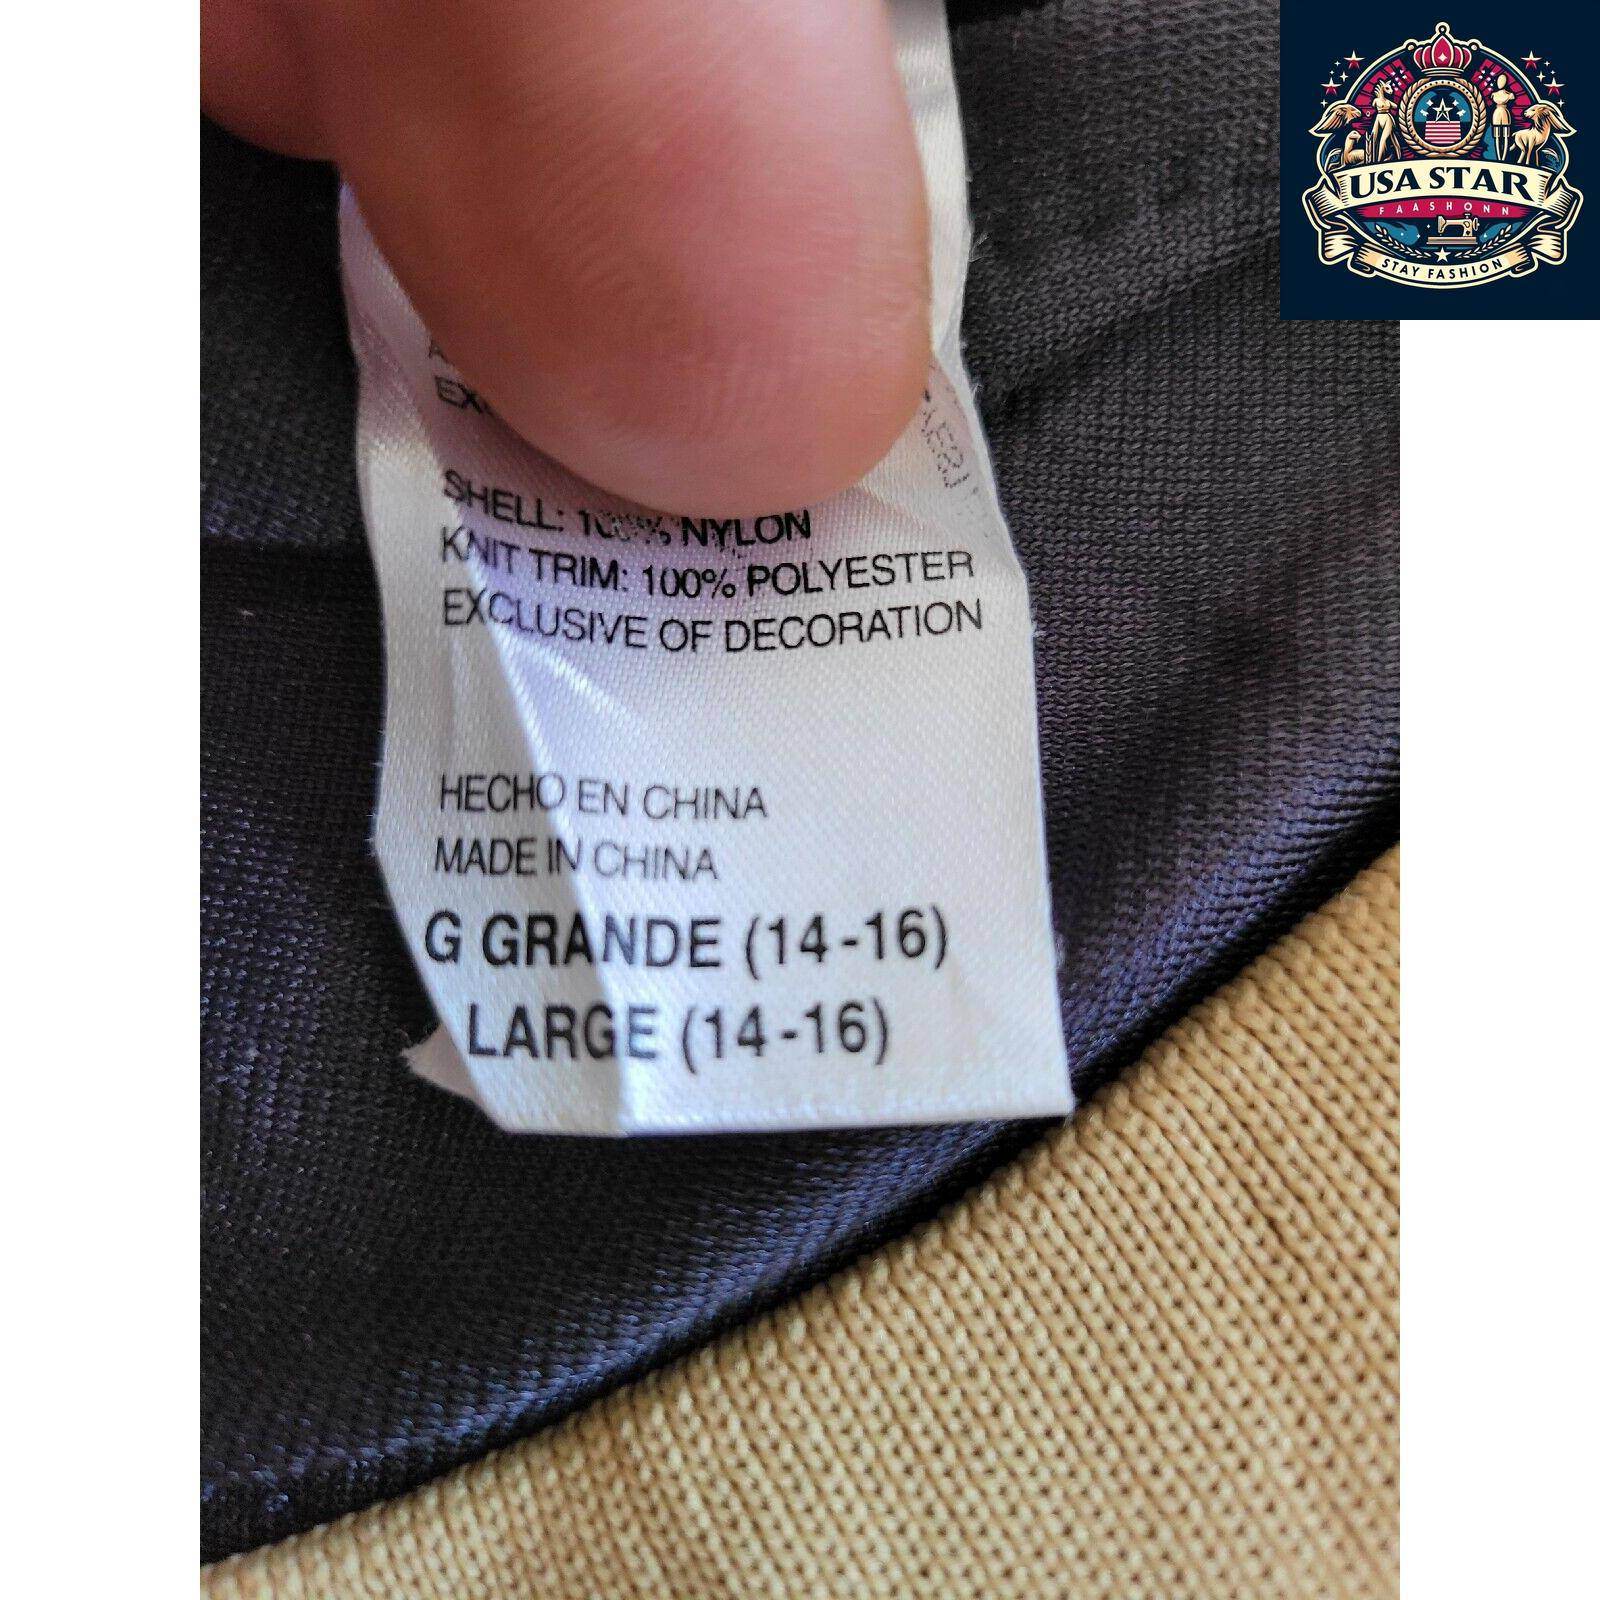 USA STAR
FAASHONN
STAY FASHION
SHELL: 100% NYLON
KNIT TRIM: 100% POLYESTER
EXCLUSIVE OF DECORATION
HECHO EN CHINA
MADE IN CHINA
G GRANDE (14-16)
LARGE (14-16)